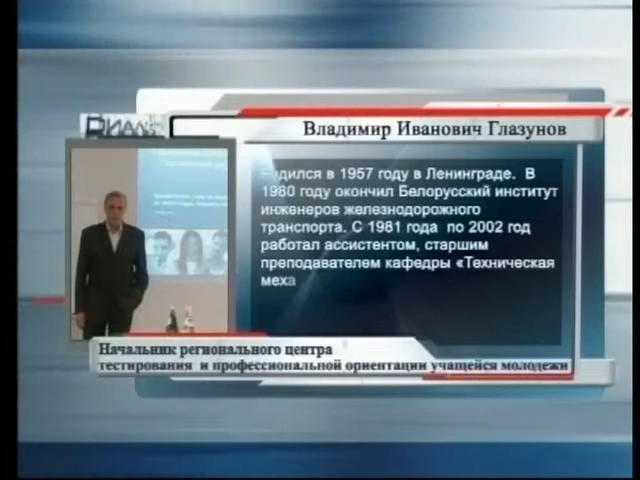 Владимир Иванович Глазунов
Родился в 1957 году в Ленинграде. В
1980 году окончил Белорусский институт
инженеров железнодорожного
транспорта. С 1981 года по 2002 год
работал ассистентом, старшим
преподавателем кафедры «Техническая
меха
Начальник регионального центра
тестирования и профессиональной ориентации учащейся молодежи